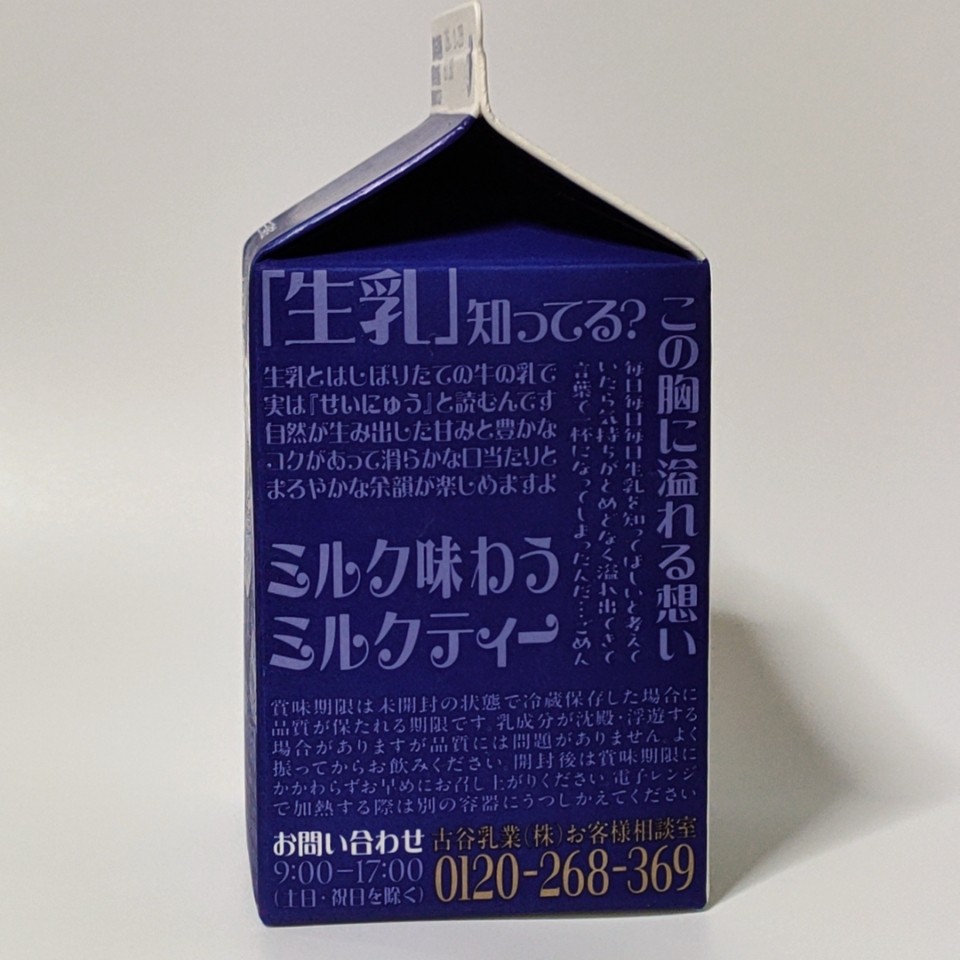 「生乳」知ってる?
生乳とはしぼりたての牛の乳で
実は『せいにゅう』と読むんです
自然が生み出した甘みと豊かな
コクがあって滑らかな口当たりと
まろやかな余韻が楽しめますよ
この胸に溢れる想い
毎日毎日毎日生乳を知ってほしいと考えて
いたら気持ちがとめどなく溢れ出てきて
言葉で一杯になってしまったんだ…ごめん
ミルク味わう
ミルクティー
賞味期限は未開封の状態で冷蔵保存した場合に
品質が保たれる期限です 乳成分が沈殿・浮遊する
場合がありますが品質には問題がありません よく
振ってからお飲みください 開封後は賞味期限に
かかわらずお早めにお召し上がりください 電子レンジ
で加熱する際は別の容器にうつしかえてください
お問い合わせ
9:00−17:00
(土日・祝日を除く)
古谷乳業(株)お客様相談室
0120-268-369